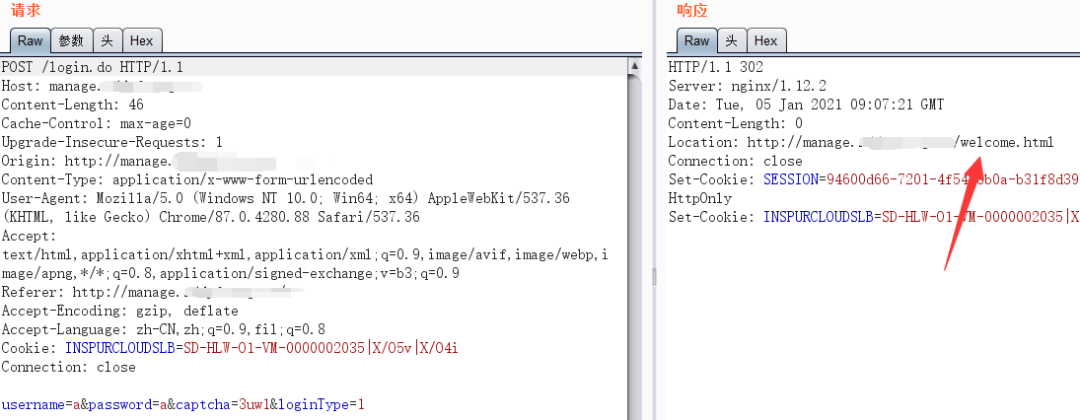 请求
Raw 参数 头 Hex
POST /login.do HTTP/1.1
Host: manage.
Content-Length: 46
Cache-Control: max-age=0
Upgrade-Insecure-Requests: 1
Origin: http://manage.
Content-Type: application/x-www-form-urlencoded
User-Agent: Mozilla/5.0 (Windows NT 10.0; Win64; x64) AppleWebKit/537.36
(KHTML, like Gecko) Chrome/87.0.4280.88 Safari/537.36
Accept:
text/html,application/xhtml+xml,application/xml;q=0.9,image/avif,image/webp,i
mage/apng,*/*;q=0.8,application/signed-exchange;v=b3;q=0.9
Referer: http://manage.
Accept-Encoding: gzip, deflate
Accept-Language: zh-CN,zh;q=0.9,fil;q=0.8
Cookie: INSPURCLOUDSLB=SD-HLW-01-VM-0000002035|X/O5v|X/O4i
Connection: close
username=a&password=a&captcha=3uwl&loginType=1
响应
Raw 头 Hex
HTTP/1.1 302
Server: nginx/1.12.2
Date: Tue, 05 Jan 2021 09:07:21 GMT
Content-Length: 0
Location: http://manage. /welcome.html
Connection: close
Set-Cookie: SESSION=94600d66-7201-4f54 b0a-b31f8d39
HttpOnly
Set-Cookie: INSPURCLOUDSLB=SD-HLW-01-VM-0000002035|X